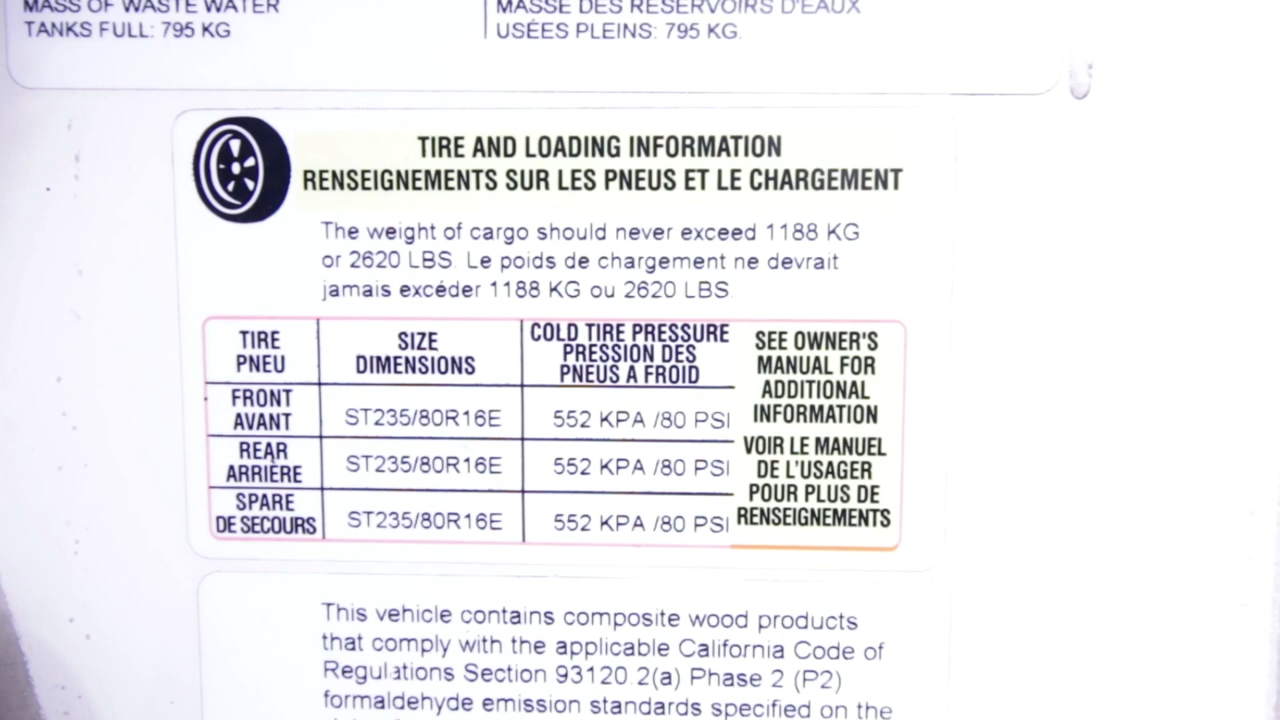 MASS OF WASTE WATER
TANKS FULL: 795 KG
MASSE DES RÉSERVOIRS D'EAUX
USÉES PLEINS: 795 KG.
TIRE AND LOADING INFORMATION
RENSEIGNEMENTS SUR LES PNEUS ET LE CHARGEMENT
The weight of cargo should never exceed 1188 KG
or 2620 LBS. Le poids de chargement ne devrait
jamais excéder 1188 KG ou 2620 LBS.
TIRE
PNEU
SIZE
DIMENSIONS
COLD TIRE PRESSURE
PRESSION DES
PNEUS A FROID
FRONT
AVANT
ST235/80R16E
552 KPA /80 PSI
REAR
ARRIÈRE
ST235/80R16E
552 KPA /80 PSI
SPARE
DE SECOURS
ST235/80R16E
552 KPA /80 PSI
SEE OWNER'S
MANUAL FOR
ADDITIONAL
INFORMATION
VOIR LE MANUEL
DE L'USAGER
POUR PLUS DE
RENSEIGNEMENTS
This vehicle contains composite wood products
that comply with the applicable California Code of
Regulations Section 93120.2(a) Phase 2 (P2)
formaldehyde emission standards specified on the